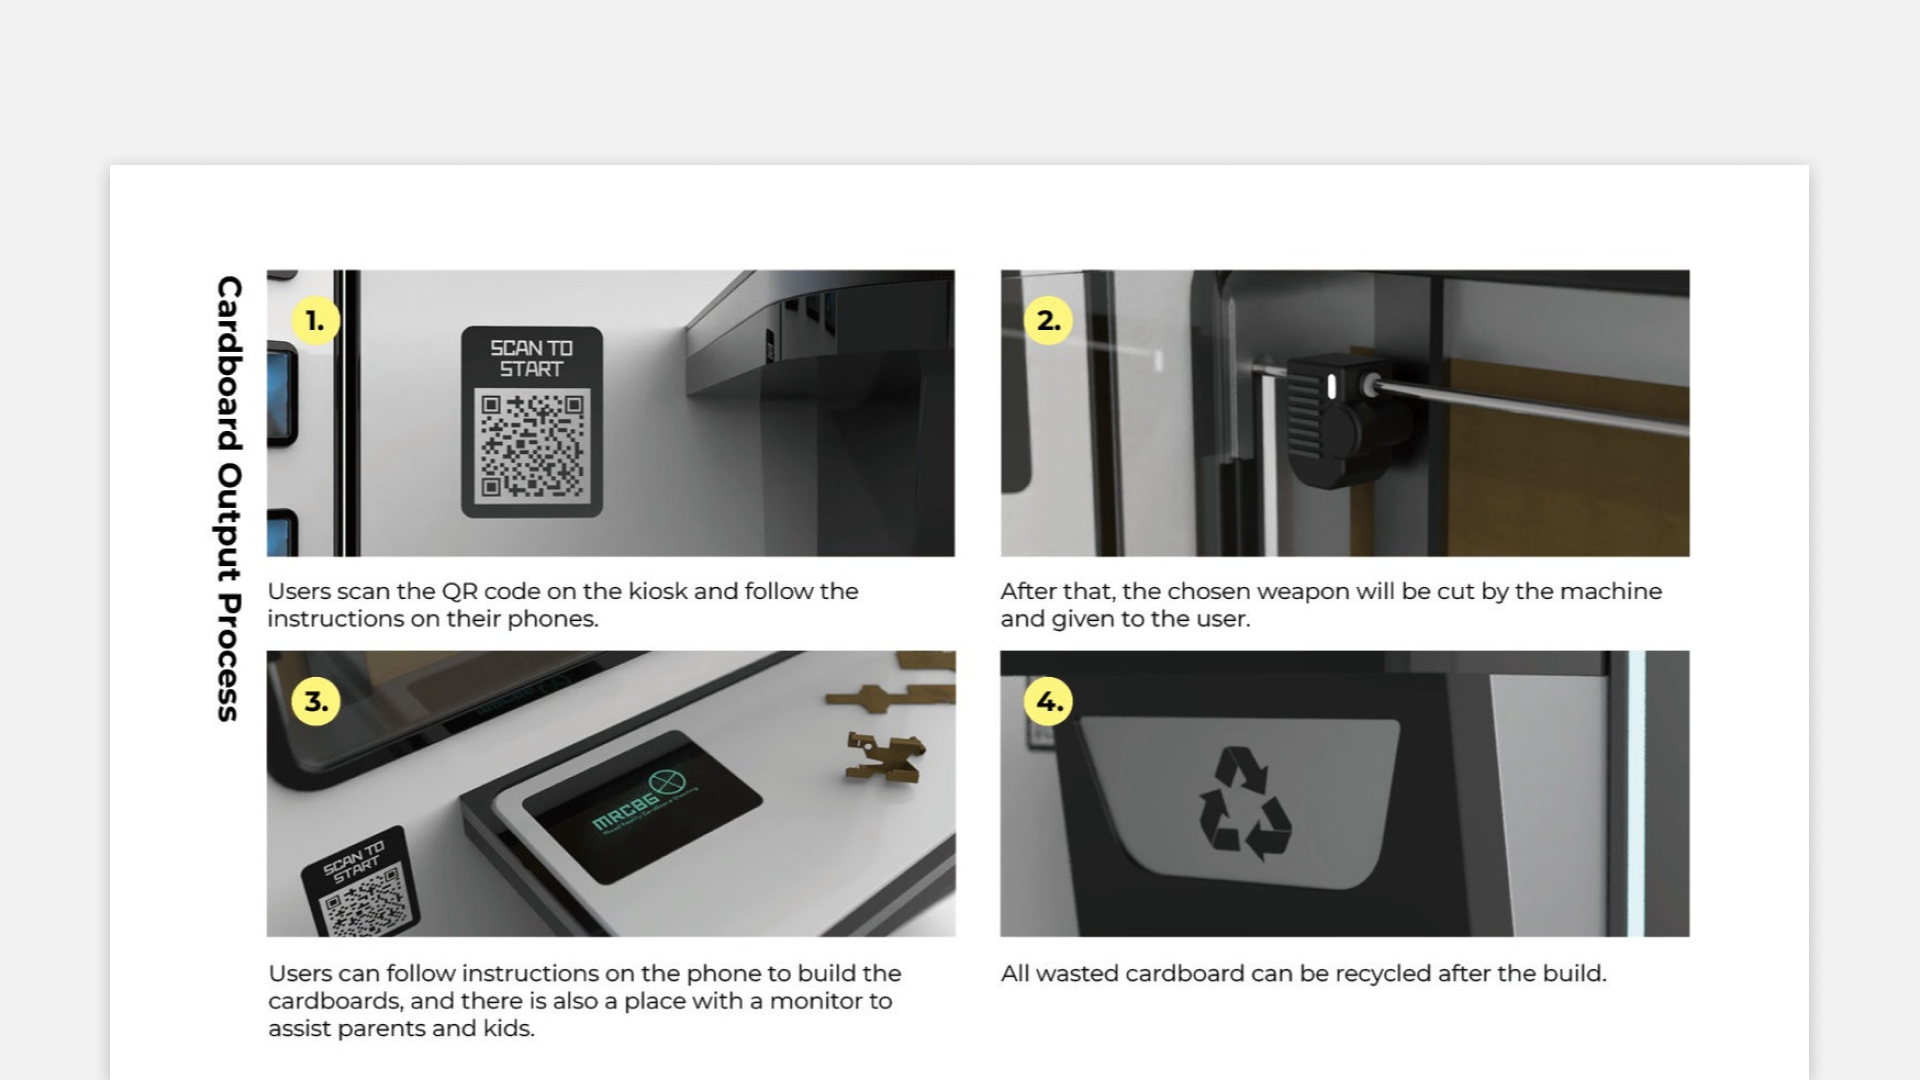 Cardboard Output Process
1.
SCAN TO
START
Users scan the QR code on the kiosk and follow the
instructions on their phones.
2.
After that, the chosen weapon will be cut by the machine
and given to the user.
3.
MRCBG
SCAN TO
START
Users can follow instructions on the phone to build the
cardboards, and there is also a place with a monitor to
assist parents and kids.
4.
All wasted cardboard can be recycled after the build.